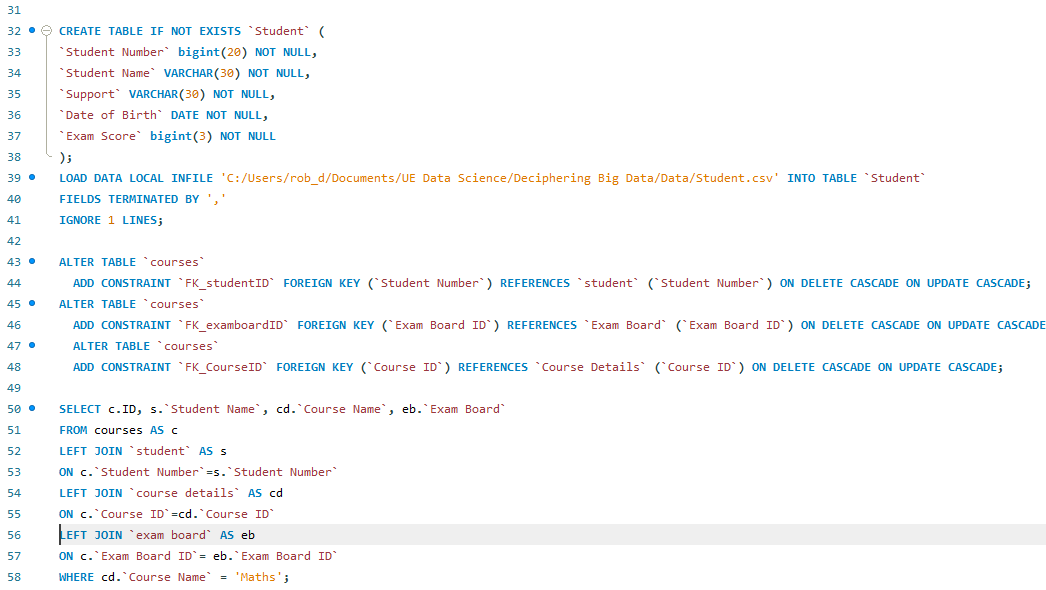 31
32 CREATE TABLE IF NOT EXISTS `Student` (
33 `Student Number` bigint(20) NOT NULL,
34 `Student Name` VARCHAR(30) NOT NULL,
35 `Support` VARCHAR(30) NOT NULL,
36 `Date of Birth` DATE NOT NULL,
37 `Exam Score` bigint(3) NOT NULL
38 );
39 LOAD DATA LOCAL INFILE 'C:/Users/rob_d/Documents/UE Data Science/Deciphering Big Data/Data/Student.csv' INTO TABLE `Student`
40 FIELDS TERMINATED BY ','
41 IGNORE 1 LINES;
42
43 ALTER TABLE `courses`
44 ADD CONSTRAINT `FK_studentID` FOREIGN KEY (`Student Number`) REFERENCES `student` (`Student Number`) ON DELETE CASCADE ON UPDATE CASCADE;
45 ALTER TABLE `courses`
46 ADD CONSTRAINT `FK_examboardID` FOREIGN KEY (`Exam Board ID`) REFERENCES `Exam Board` (`Exam Board ID`) ON DELETE CASCADE ON UPDATE CASCADE
47 ALTER TABLE `courses`
48 ADD CONSTRAINT `FK_CourseID` FOREIGN KEY (`Course ID`) REFERENCES `Course Details` (`Course ID`) ON DELETE CASCADE ON UPDATE CASCADE;
49
50 SELECT c.ID, s.`Student Name`, cd.`Course Name`, eb.`Exam Board`
51 FROM courses AS c
52 LEFT JOIN `student` AS s
53 ON c.`Student Number`=s.`Student Number`
54 LEFT JOIN `course details` AS cd
55 ON c.`Course ID`=cd.`Course ID`
56 LEFT JOIN `exam board` AS eb
57 ON c.`Exam Board ID`= eb.`Exam Board ID`
58 WHERE cd.`Course Name` = 'Maths';